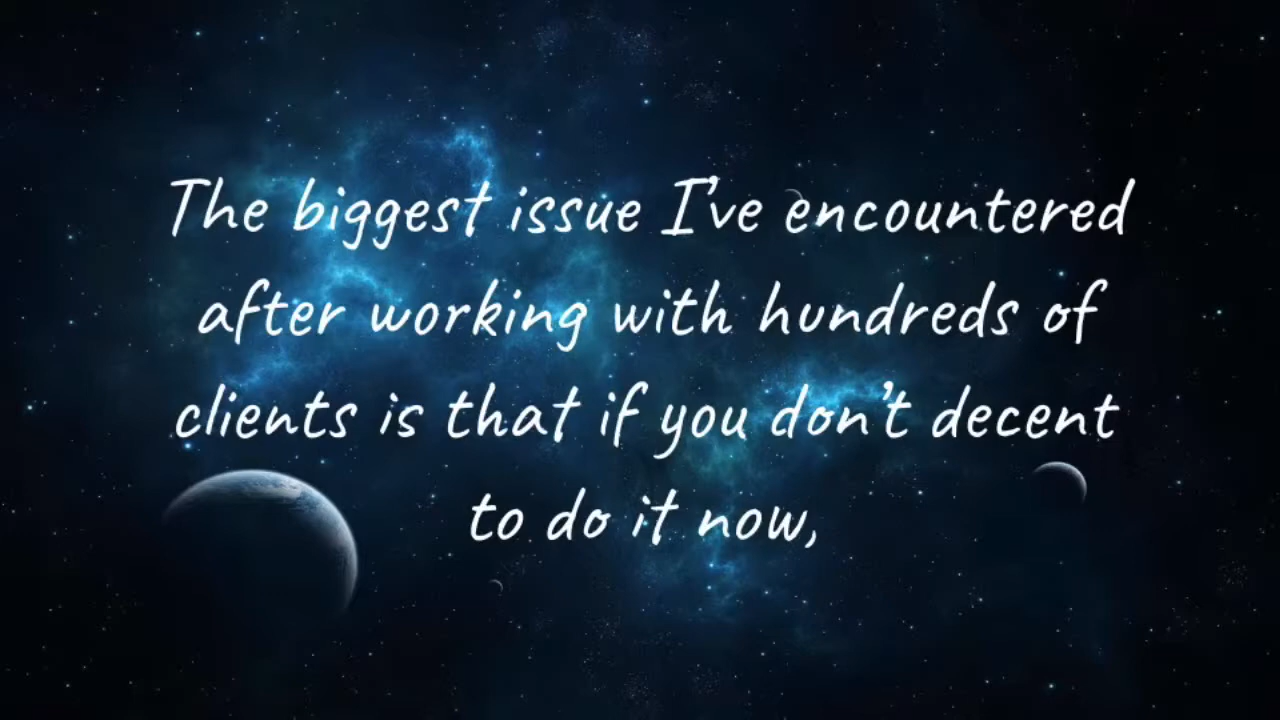 The biggest issue I’ve encountered
after working with hundreds of
clients is that if you don’t decent
to do it now,